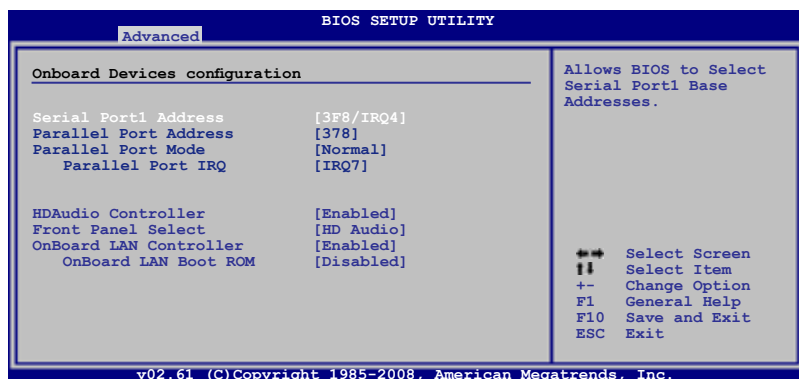 BIOS SETUP UTILITY
Advanced
Onboard Devices configuration
Serial Port1 Address [3F8/IRQ4]
Parallel Port Address [378]
Parallel Port Mode [Normal]
Parallel Port IRQ [IRQ7]
HDAudio Controller [Enabled]
Front Panel Select [HD Audio]
OnBoard LAN Controller [Enabled]
OnBoard LAN Boot ROM [Disabled]
Allows BIOS to Select
Serial Port1 Base
Addresses.
←→ Select Screen
↑↓ Select Item
+- Change Option
F1 General Help
F10 Save and Exit
ESC Exit
v02.61 (C)Copyright 1985-2008, American Megatrends, Inc.